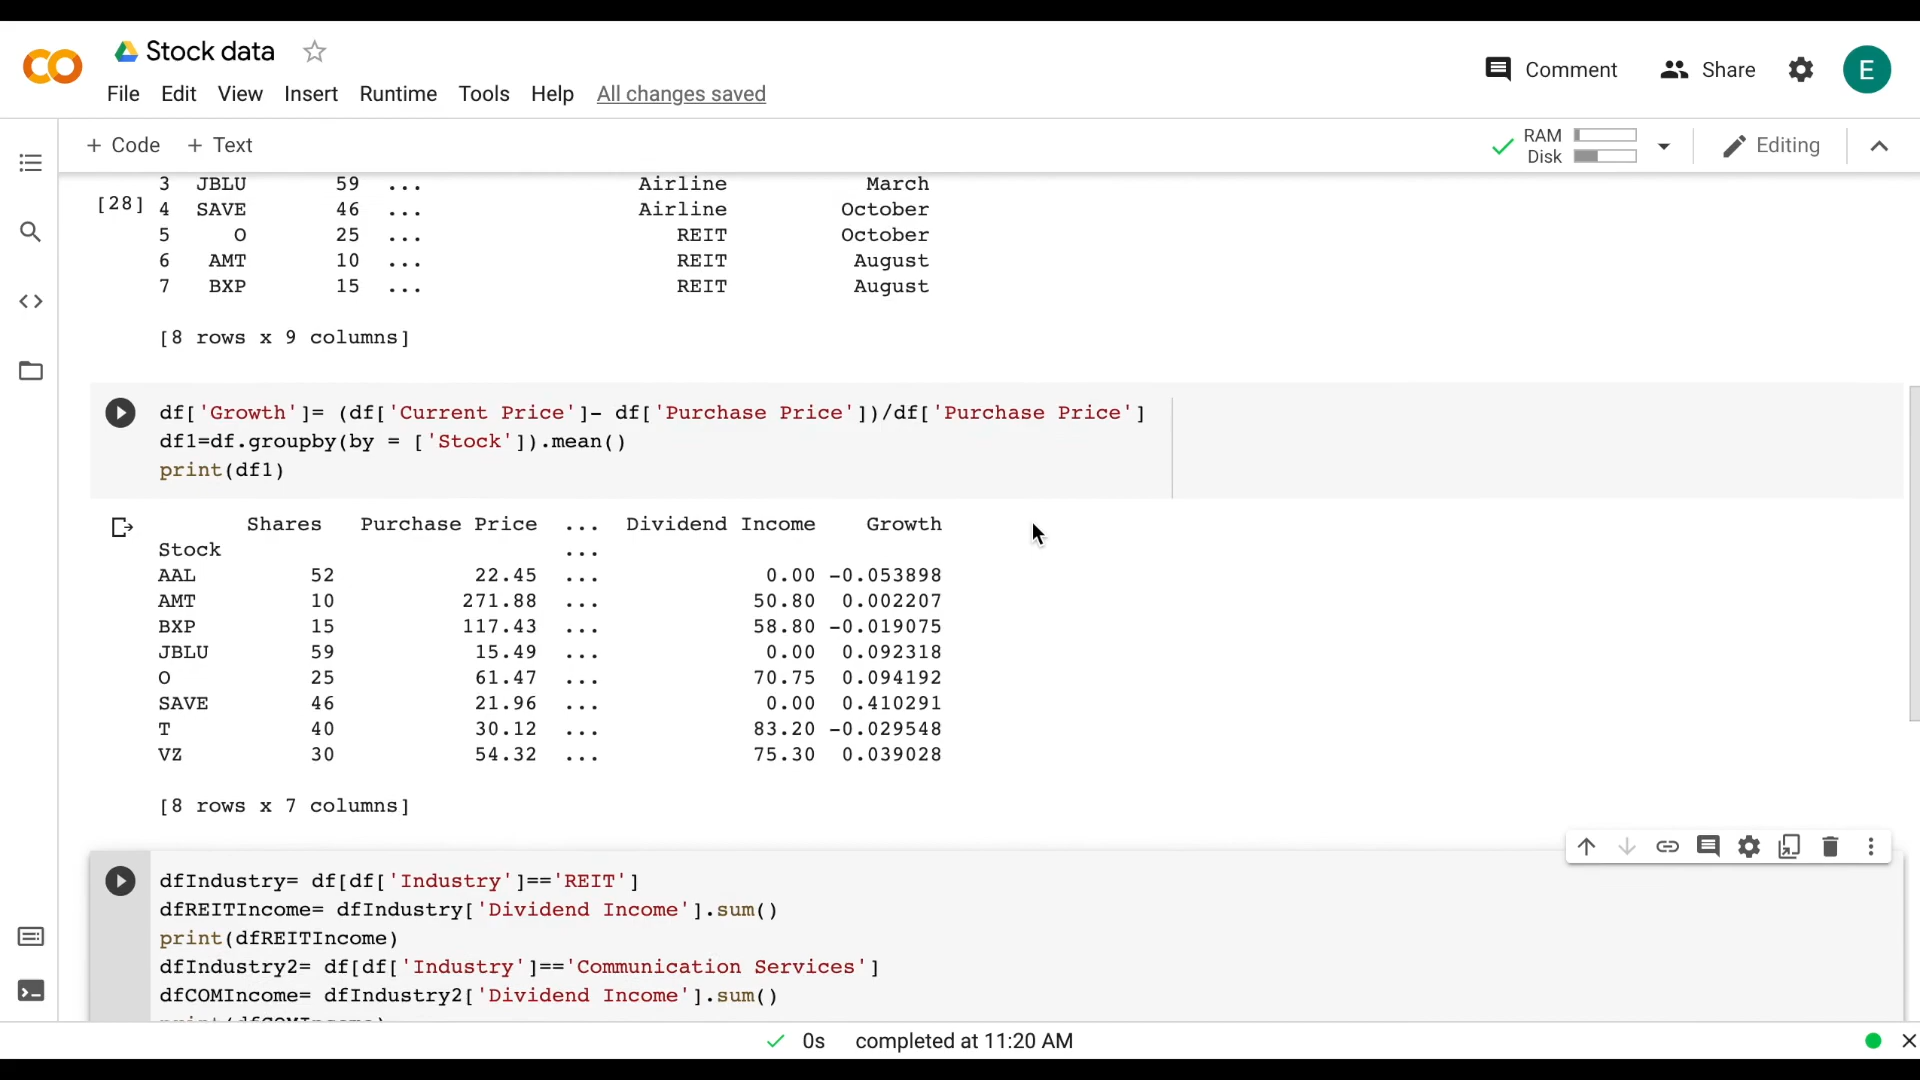 Stock data
File Edit View Insert Runtime Tools Help All changes saved
Comment Share E
+ Code + Text
RAM
Disk
Editing
3 JBLU 59 ... Airline March
[28] 4 SAVE 46 ... Airline October
5 O 25 ... REIT October
6 AMT 10 ... REIT August
7 BXP 15 ... REIT August
[8 rows x 9 columns]
df['Growth']= (df['Current Price']- df['Purchase Price'])/df['Purchase Price']
df1=df.groupby(by = ['Stock']).mean()
print(df1)
Shares Purchase Price ... Dividend Income Growth
Stock ...
AAL 52 22.45 ... 0.00 -0.053898
AMT 10 271.88 ... 50.80 0.002207
BXP 15 117.43 ... 58.80 -0.019075
JBLU 59 15.49 ... 0.00 0.092318
O 25 61.47 ... 70.75 0.094192
SAVE 46 21.96 ... 0.00 0.410291
T 40 30.12 ... 83.20 -0.029548
VZ 30 54.32 ... 75.30 0.039028
[8 rows x 7 columns]
dfIndustry= df[df['Industry']=='REIT']
dfREITIncome= dfIndustry['Dividend Income'].sum()
print(dfREITIncome)
dfIndustry2= df[df['Industry']=='Communication Services']
dfCOMIncome= dfIndustry2['Dividend Income'].sum()
0s completed at 11:20 AM